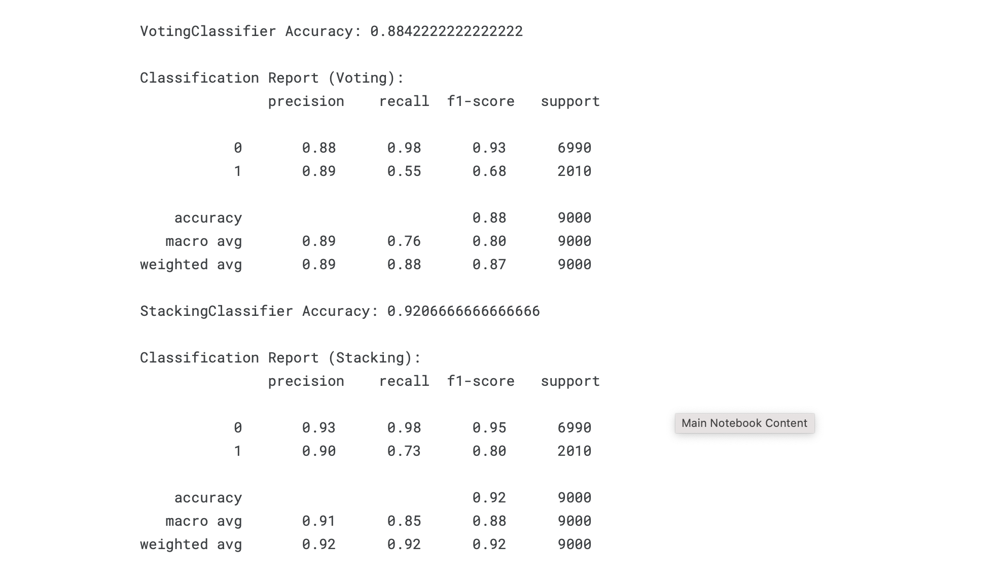 VotingClassifier Accuracy: 0.8842222222222222
Classification Report (Voting):
precision recall f1-score support
0 0.88 0.98 0.93 6990
1 0.89 0.55 0.68 2010
accuracy 0.88 9000
macro avg 0.89 0.76 0.80 9000
weighted avg 0.89 0.88 0.87 9000
StackingClassifier Accuracy: 0.9206666666666666
Classification Report (Stacking):
precision recall f1-score support
0 0.93 0.98 0.95 6990
Main Notebook Content
1 0.90 0.73 0.80 2010
accuracy 0.92 9000
macro avg 0.91 0.85 0.88 9000
weighted avg 0.92 0.92 0.92 9000